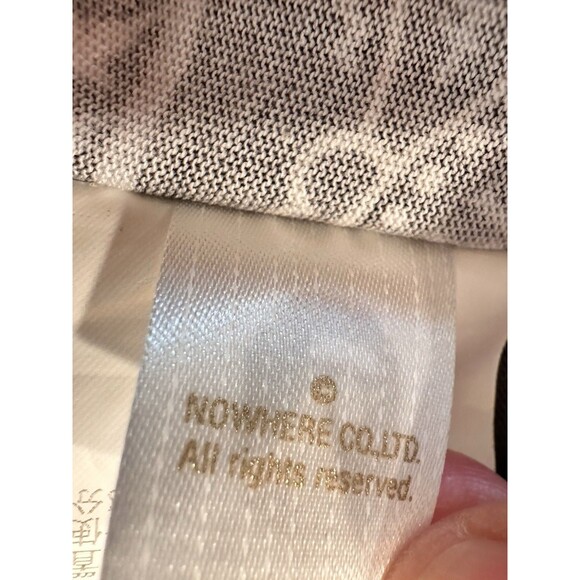 ©
NOWHERE CO.,LTD.
All rights reserved.